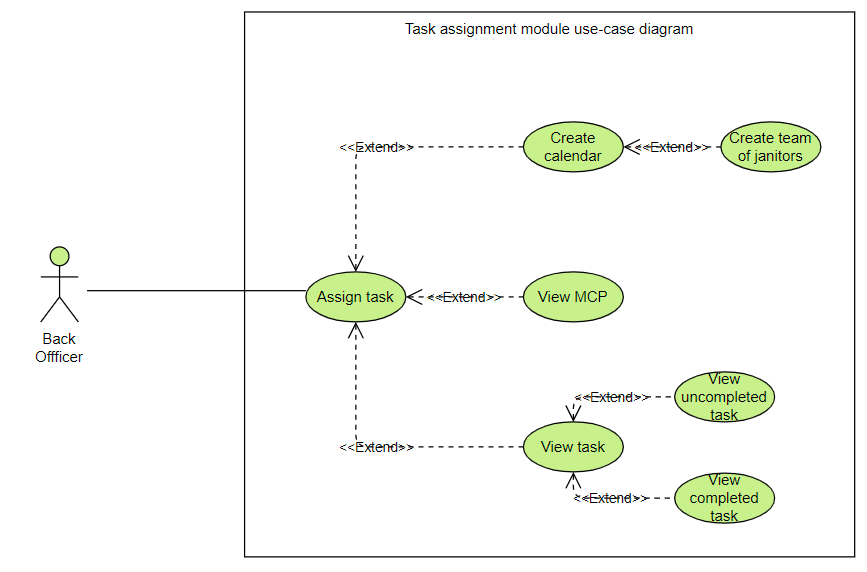 Task assignment module use-case diagram
Create
calendar
<<Extend>>
<<Extend>>
Create team
of janitors
Back
Offficer
Assign task
<<Extend>>
View MCP
<<Extend>>
View
uncompleted
task
<<Extend>>
View task
<<Extend>>
View
completed
task